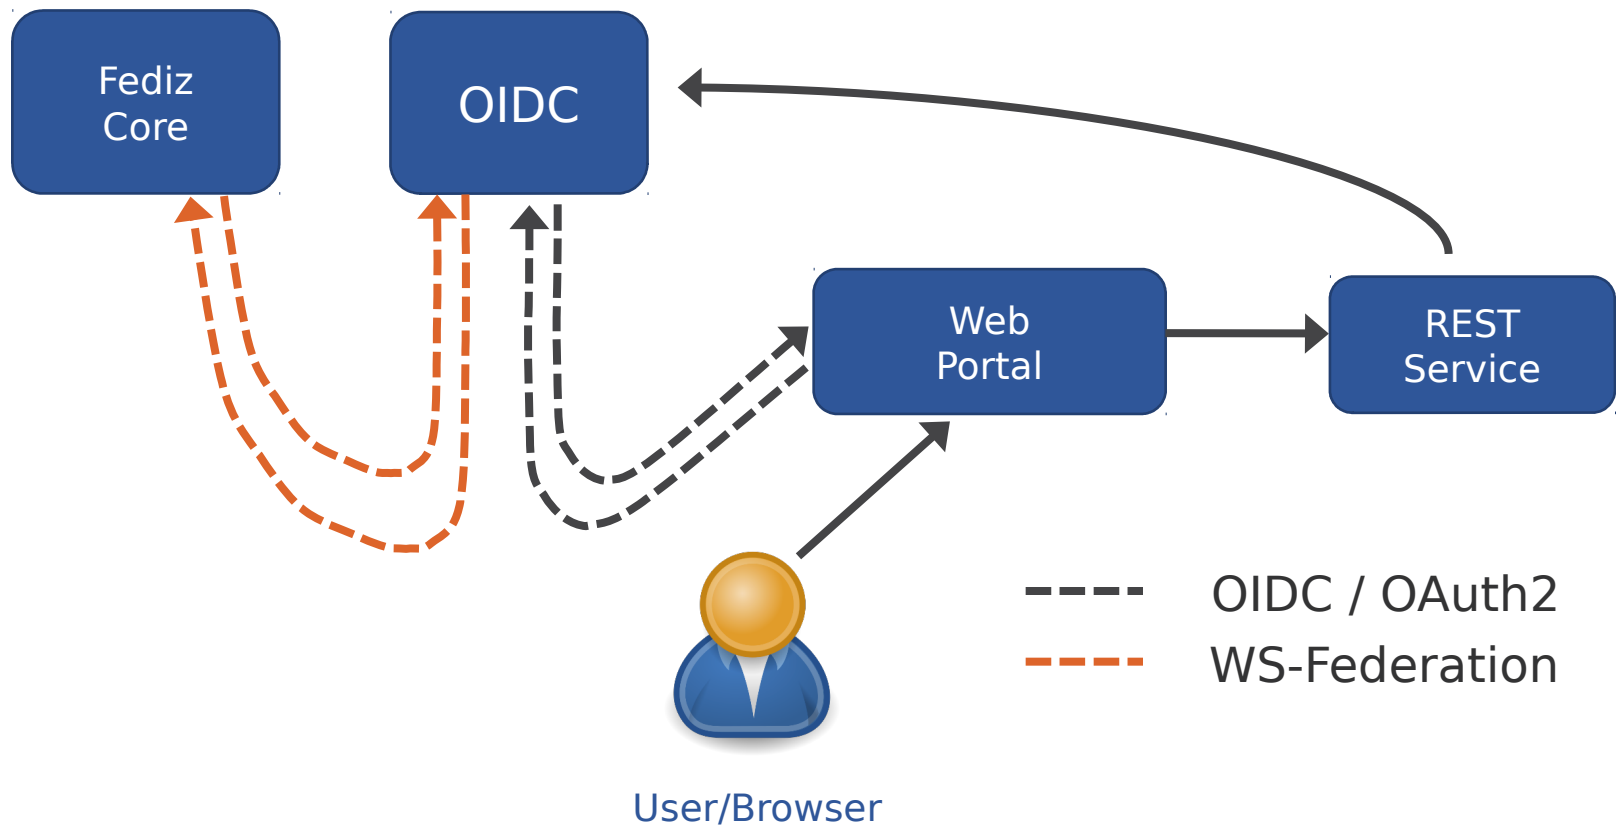 Fediz
Core
OIDC
Web
Portal
REST
Service
OIDC / OAuth2
WS-Federation
User/Browser